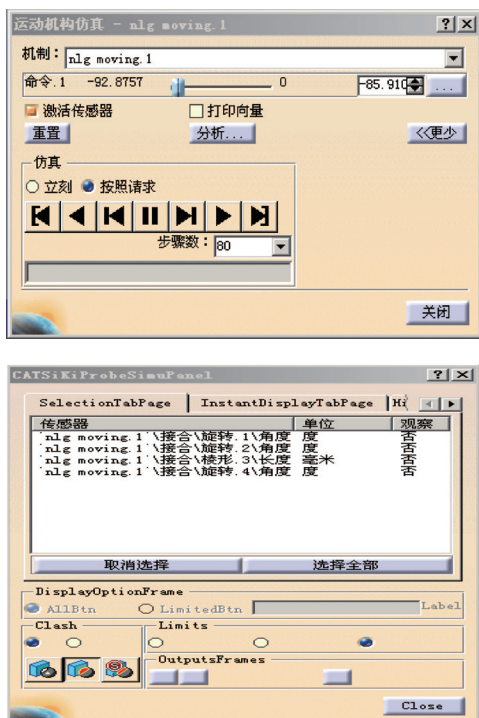 运动机构仿真 - nlg moving.1
机制： nlg moving.1
命令.1 -92.8757 0 -85.910 ...
激活传感器 打印向量
重置 分析... <<更少
仿真
立刻 按照请求
步骤数： 80
关闭
CATSiKiProbeSimuPanel
SelectionTabPage InstantDisplayTabPage Hi
传感器 单位 观察
`nlg moving.1`\接合\旋转.1\角度 度 否
`nlg moving.1`\接合\旋转.2\角度 度 否
`nlg moving.1`\接合\棱形.3\长度 毫米 否
`nlg moving.1`\接合\旋转.4\角度 度 否
取消选择 选择全部
DisplayOptionFrame
AllBtn LimitedBtn Label
Clash Limits
OutputsFrames
Close